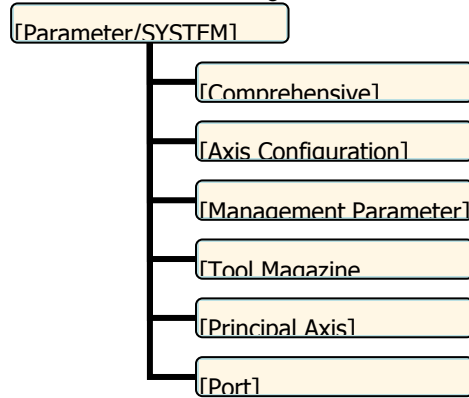 [Parameter/SYSTEM]
[Comprehensive]
[Axis Configuration]
[Management Parameter]
[Tool Magazine
[Principal Axis]
[Port]